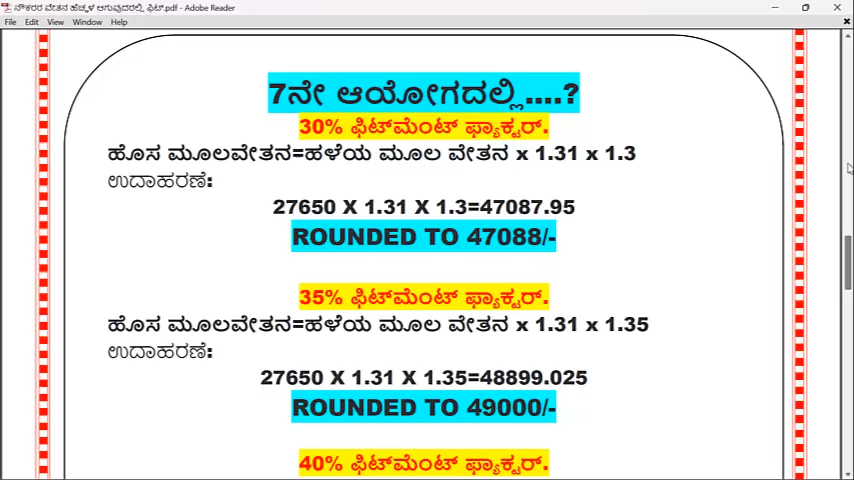 ನೌಕರರ ವೇತನ ಹೆಚ್ಚಳ ಆಗುವುದರಲ್ಲಿ ಫಿಟ್.pdf - Adobe Reader
File Edit View Window Help
7ನೇ ಆಯೋಗದಲ್ಲಿ....?
30% ಫಿಟ್‌ಮೆಂಟ್ ಫ್ಯಾಕ್ಟರ್.
ಹೊಸ ಮೂಲವೇತನ=ಹಳೆಯ ಮೂಲ ವೇತನ x 1.31 x 1.3
ಉದಾಹರಣೆ:
27650 X 1.31 X 1.3=47087.95
ROUNDED TO 47088/-
35% ಫಿಟ್‌ಮೆಂಟ್ ಫ್ಯಾಕ್ಟರ್.
ಹೊಸ ಮೂಲವೇತನ=ಹಳೆಯ ಮೂಲ ವೇತನ x 1.31 x 1.35
ಉದಾಹರಣೆ:
27650 X 1.31 X 1.35=48899.025
ROUNDED TO 49000/-
40% ಫಿಟ್‌ಮೆಂಟ್ ಫ್ಯಾಕ್ಟರ್.